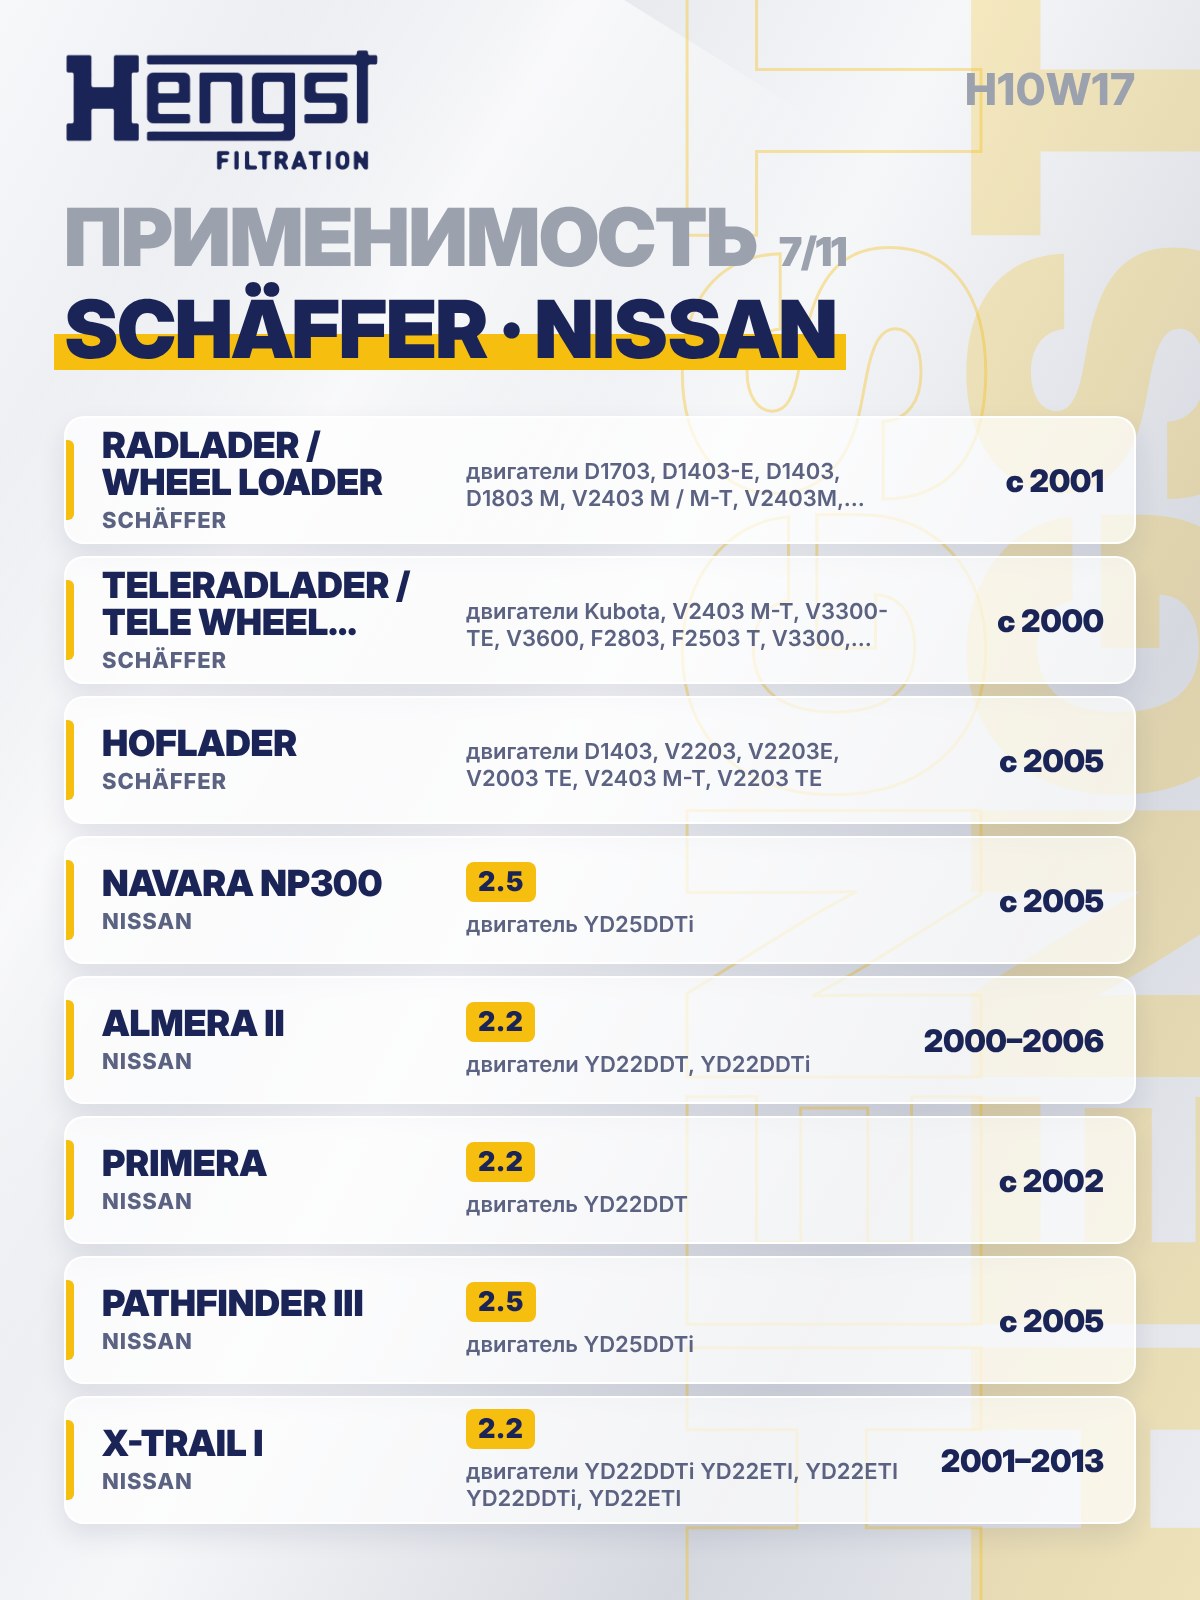 Hengst
FILTRATION
H10W17
ПРИМЕНИМОСТЬ 7/11
SCHÄFFER · NISSAN
RADLADER /
WHEEL LOADER
SCHÄFFER
двигатели D1703, D1403-E, D1403,
D1803 M, V2403 M / M-T, V2403M,...
с 2001
TELERADLADER /
TELE WHEEL...
SCHÄFFER
двигатели Kubota, V2403 M-T, V3300-
TE, V3600, F2803, F2503 T, V3300,...
с 2000
HOFLADER
SCHÄFFER
двигатели D1403, V2203, V2203E,
V2003 TE, V2403 M-T, V2203 TE
с 2005
NAVARA NP300
NISSAN
2.5
двигатель YD25DDTi
с 2005
ALMERA II
NISSAN
2.2
двигатели YD22DDT, YD22DDTi
2000–2006
PRIMERA
NISSAN
2.2
двигатель YD22DDT
с 2002
PATHFINDER III
NISSAN
2.5
двигатель YD25DDTi
с 2005
X-TRAIL I
NISSAN
2.2
двигатели YD22DDTi YD22ETI, YD22ETI
YD22DDTi, YD22ETI
2001–2013
HENGST
HENGST